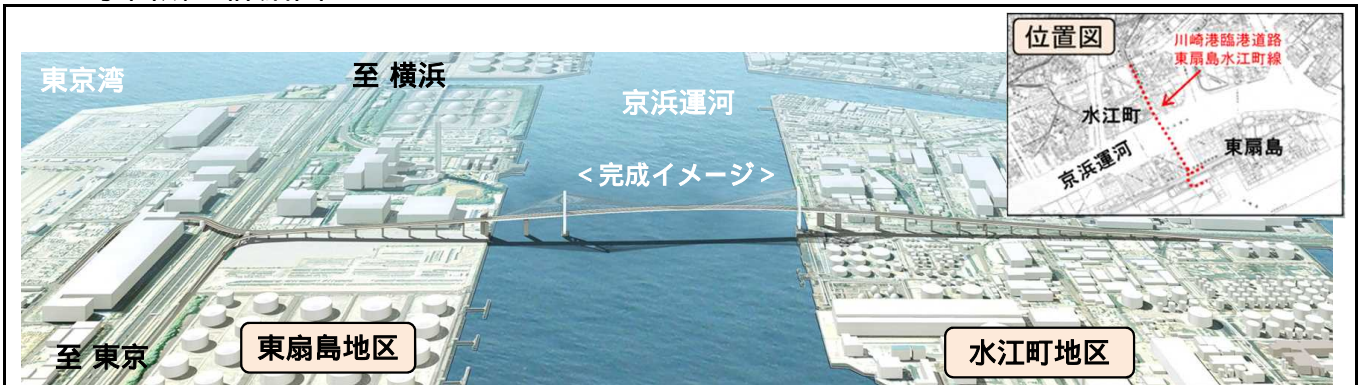 東京湾
至 横浜
京浜運河
<完成イメージ>
至 東京
東扇島地区
水江町地区
位置図
川崎港臨港道路
東扇島水江町線
水江町
東扇島
京浜運河